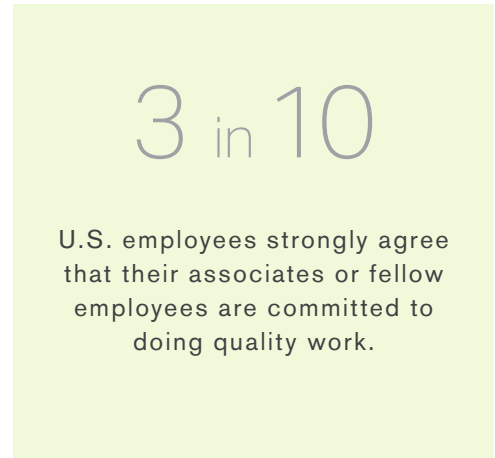 3 in 10
U.S. employees strongly agree
that their associates or fellow
employees are committed to
doing quality work.